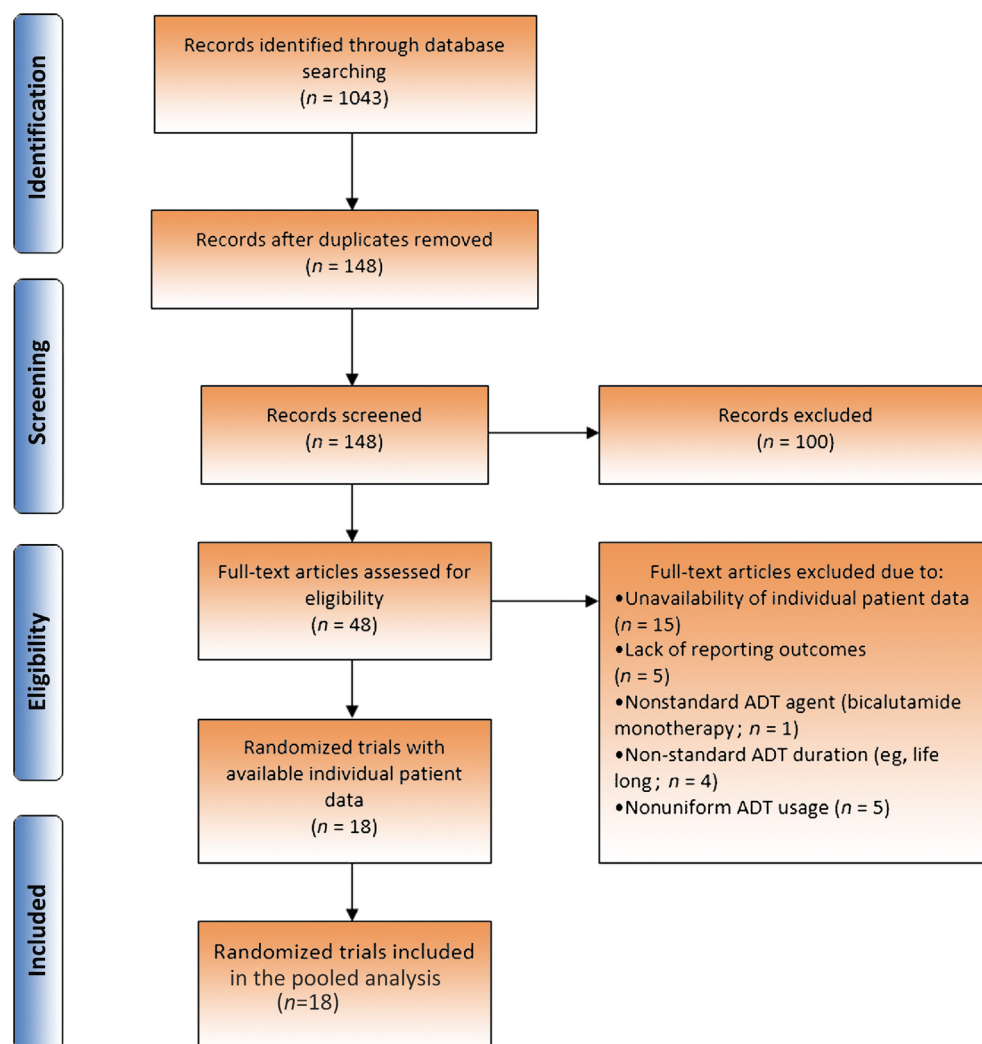 Identification
Records identified through database
searching
(n = 1043)
Records after duplicates removed
(n = 148)
Screening
Records screened
(n = 148)
Records excluded
(n = 100)
Eligibility
Full-text articles assessed for
eligibility
(n = 48)
Full-text articles excluded due to:
•Unavailability of individual patient data
(n = 15)
•Lack of reporting outcomes
(n = 5)
•Nonstandard ADT agent (bicalutamide
monotherapy; n = 1)
•Non-standard ADT duration (eg, life
long; n = 4)
•Nonuniform ADT usage (n = 5)
Randomized trials with
available individual patient
data
(n = 18)
Included
Randomized trials included
in the pooled analysis
(n=18)